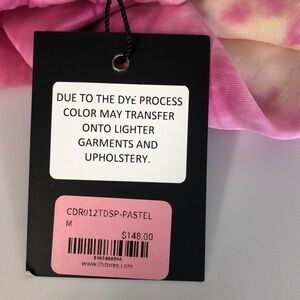 DUE TO THE DYE PROCESS
COLOR MAY TRANSFER
ONTO LIGHTER
GARMENTS AND
UPHOLSTERY.
CDR012TDSP-PASTEL
M
$148.00
www.lfstores.com